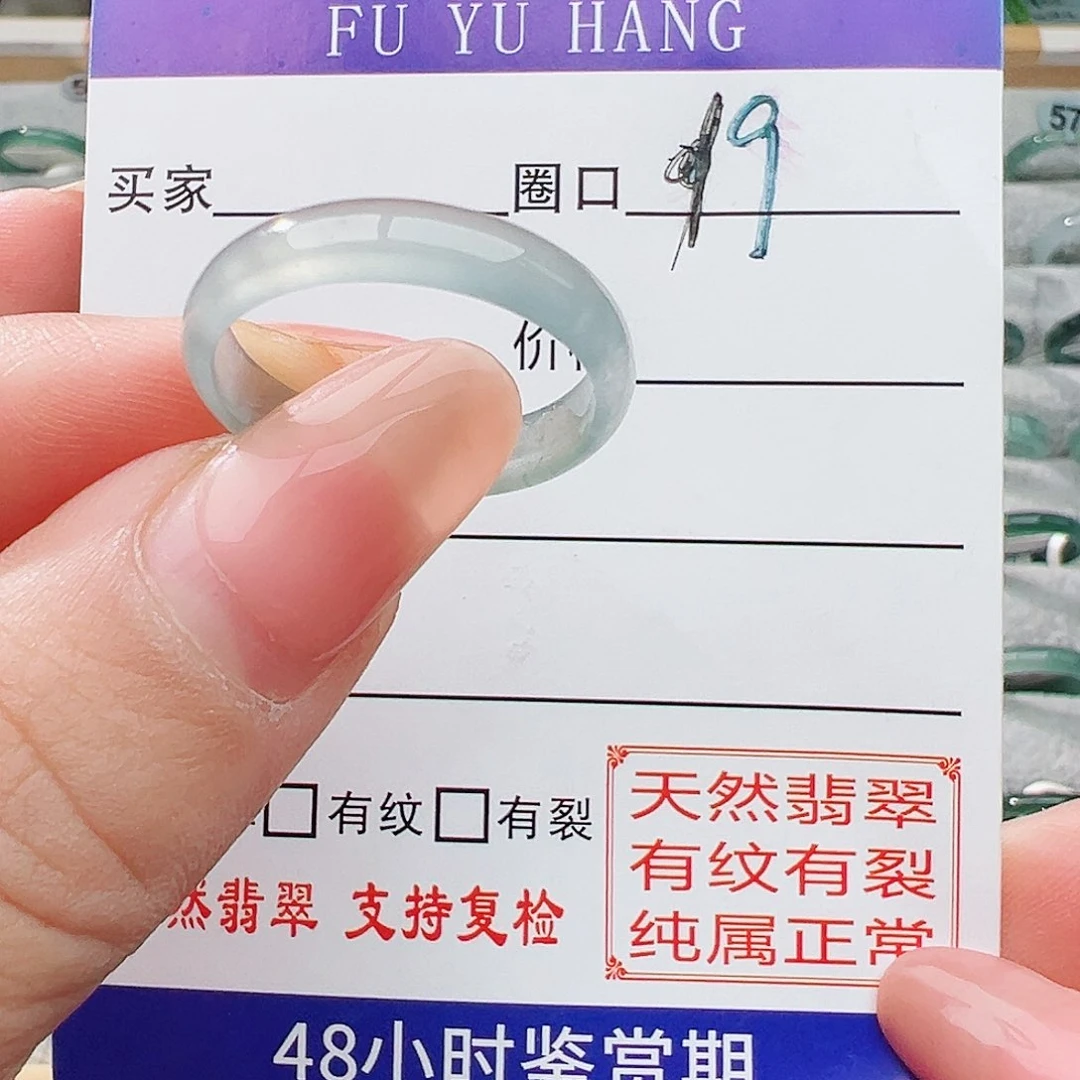 FU YU HANG
买家 圈口 19
价
有纹 有裂
天然翡翠
有纹有裂
纯属正常
然翡翠 支持复检
48小时鉴赏期
57